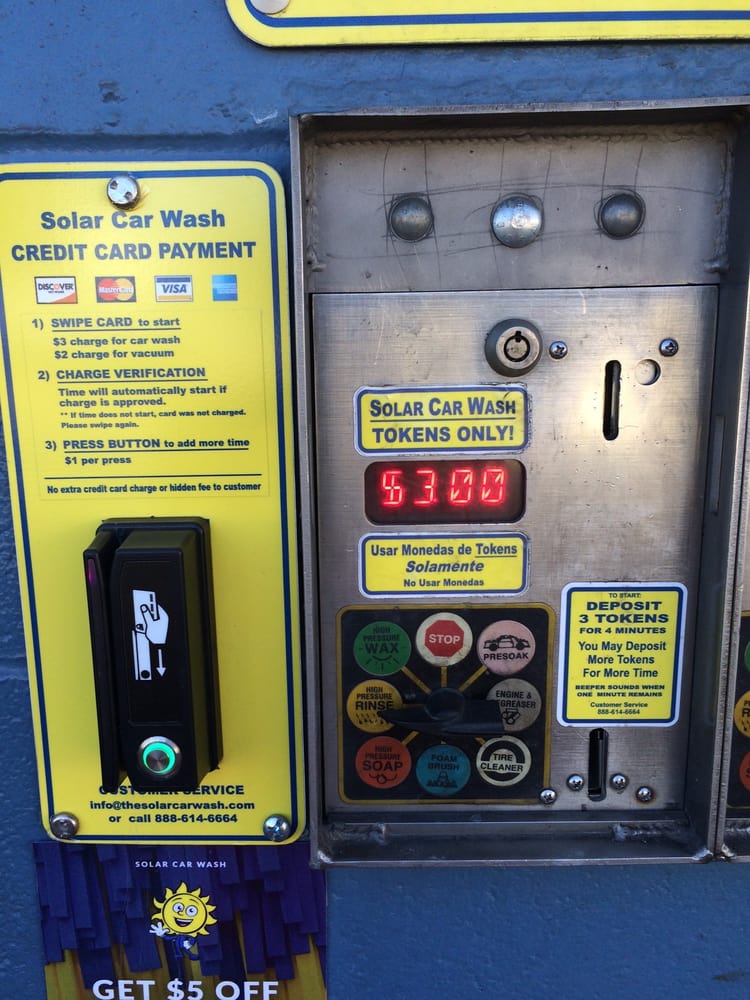 Solar Car Wash
CREDIT CARD PAYMENT
DISCOVER
MasterCard
VISA
1) SWIPE CARD to start
$3 charge for car wash
$2 charge for vacuum
2) CHARGE VERIFICATION
Time will automatically start if
charge is approved.
** If time does not start, card was not charged.
Please swipe again.
3) PRESS BUTTON to add more time
$1 per press
No extra credit card charge or hidden fee to customer
CUSTOMER SERVICE
info@thesolarcarwash.com
or call 888-614-6664
SOLAR CAR WASH
GET $5 OFF
SOLAR CAR WASH
TOKENS ONLY!
$300
Usar Monedas de Tokens
Solamente
No Usar Monedas
HIGH
PRESSURE
WAX
STOP
PRESOAK
HIGH
PRESSURE
RINSE
ENGINE &
DEGREASER
HIGH
PRESSURE
SOAP
FOAM
BRUSH
TIRE
CLEANER
TO START:
DEPOSIT
3 TOKENS
FOR 4 MINUTES
You May Deposit
More Tokens
For More Time
BEEPER SOUNDS WHEN
ONE MINUTE REMAINS
Customer Service
888-614-6664